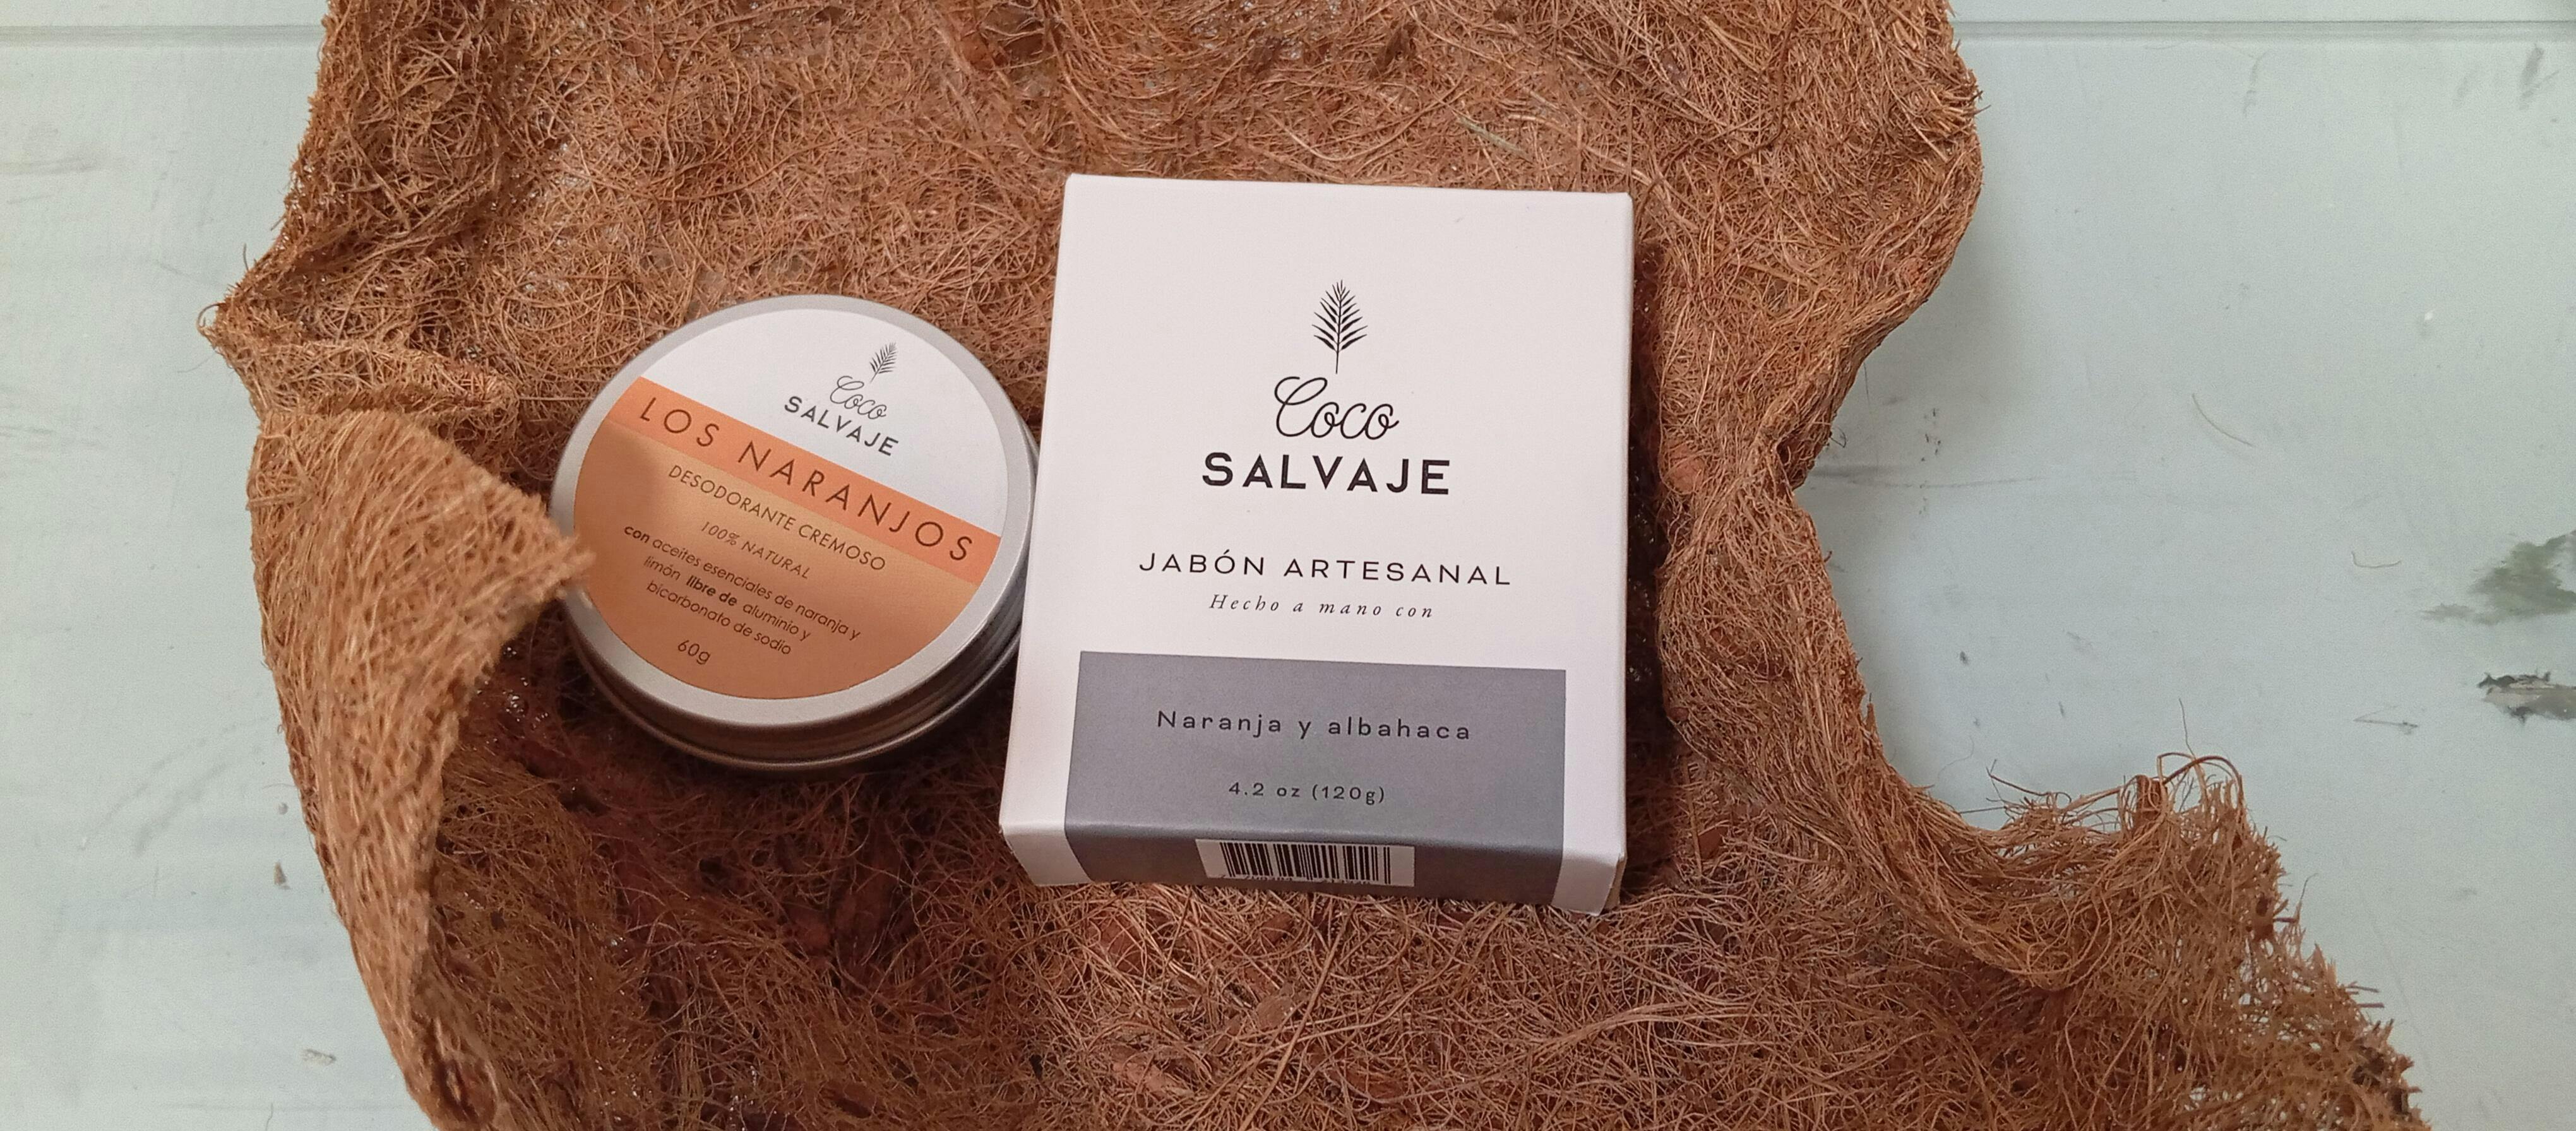 Coco
SALVAJE
LOS NARANJOS
DESODORANTE CREMOSO
100% NATURAL
con aceites esenciales de naranja y
limón libre de aluminio y
bicarbonato de sodio
60g
Coco
SALVAJE
JABÓN ARTESANAL
Hecho a mano con
Naranja y albahaca
4.2 oz (120g)